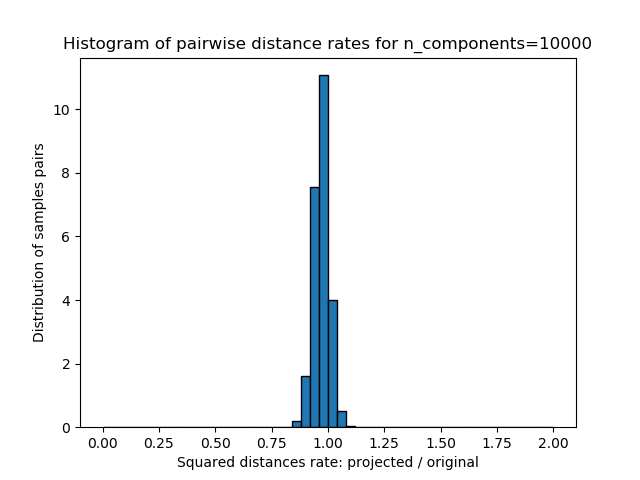 Histogram of pairwise distance rates for n_components=10000
Distribution of samples pairs
10
8
6
4
2
0
0.00 0.25 0.50 0.75 1.00 1.25 1.50 1.75 2.00
Squared distances rate: projected / original